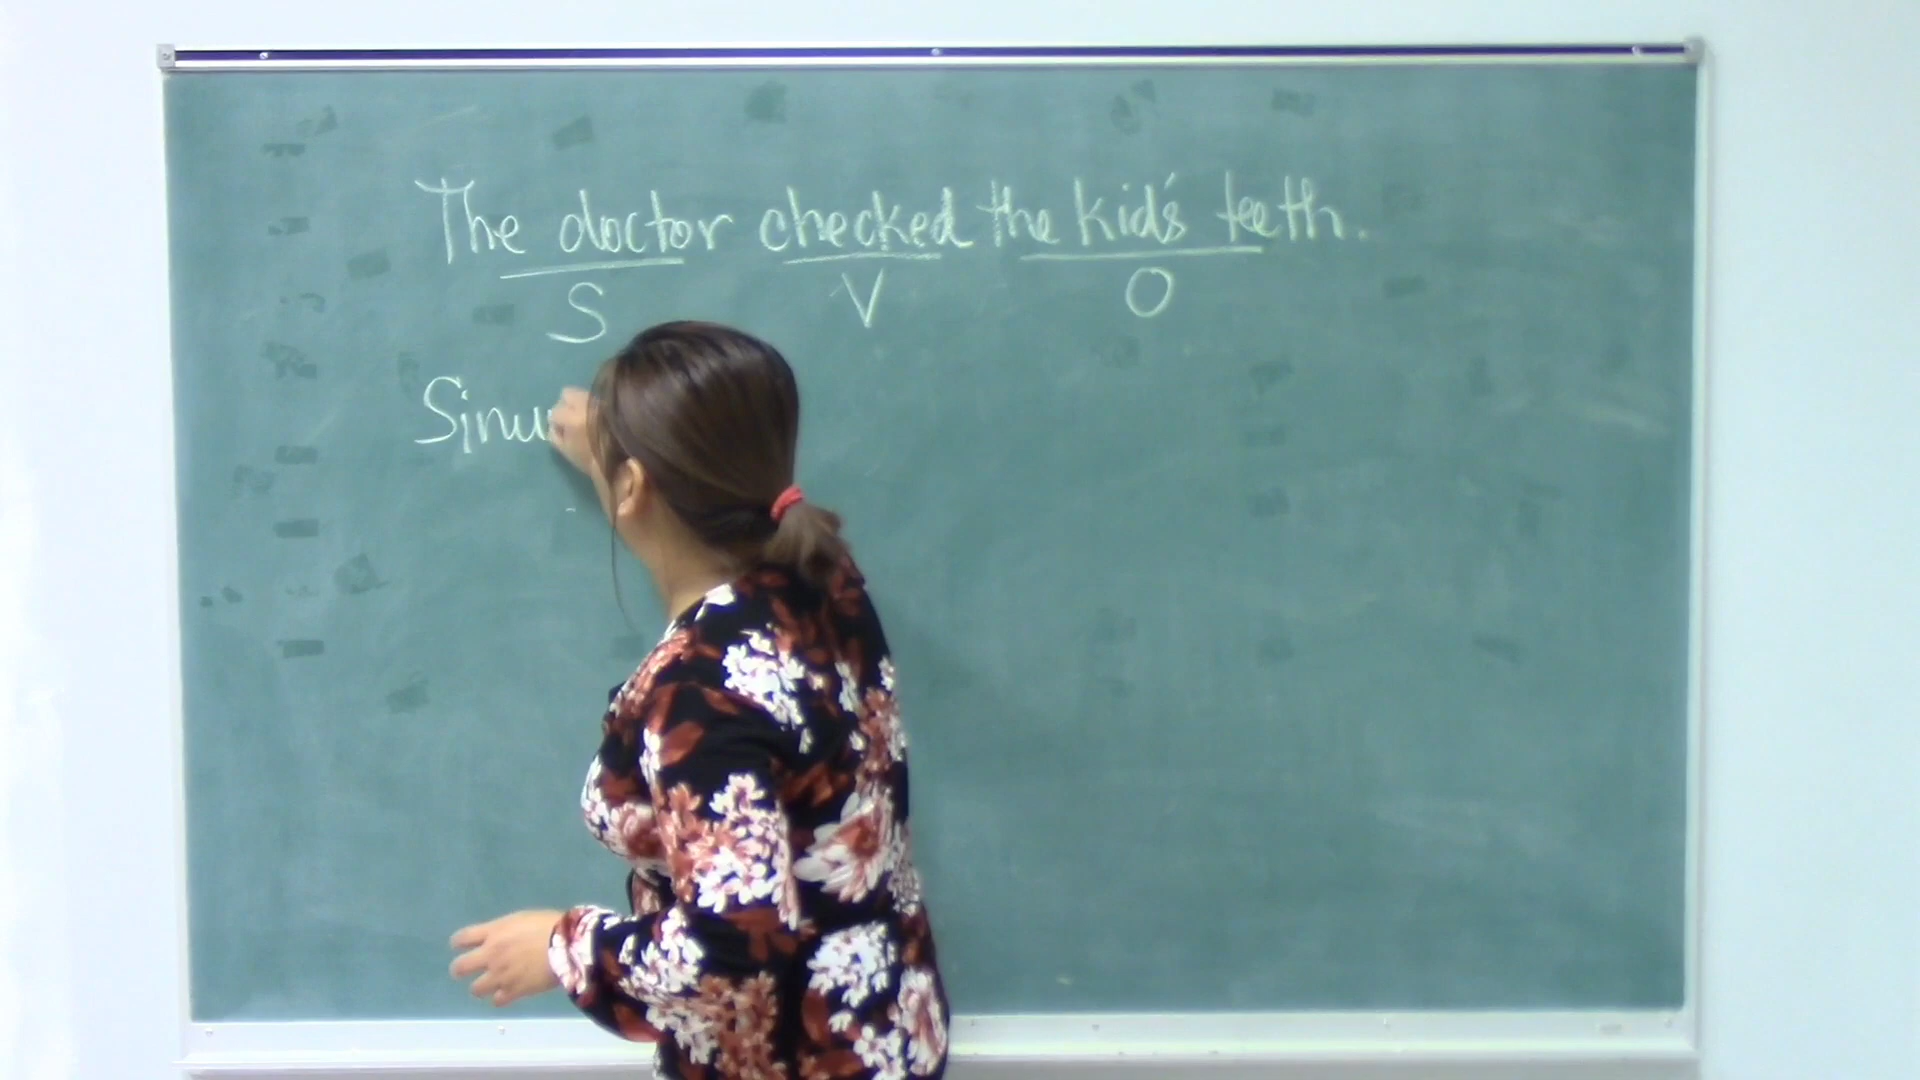 The doctor checked the kid's teeth.
S V O
Sinu